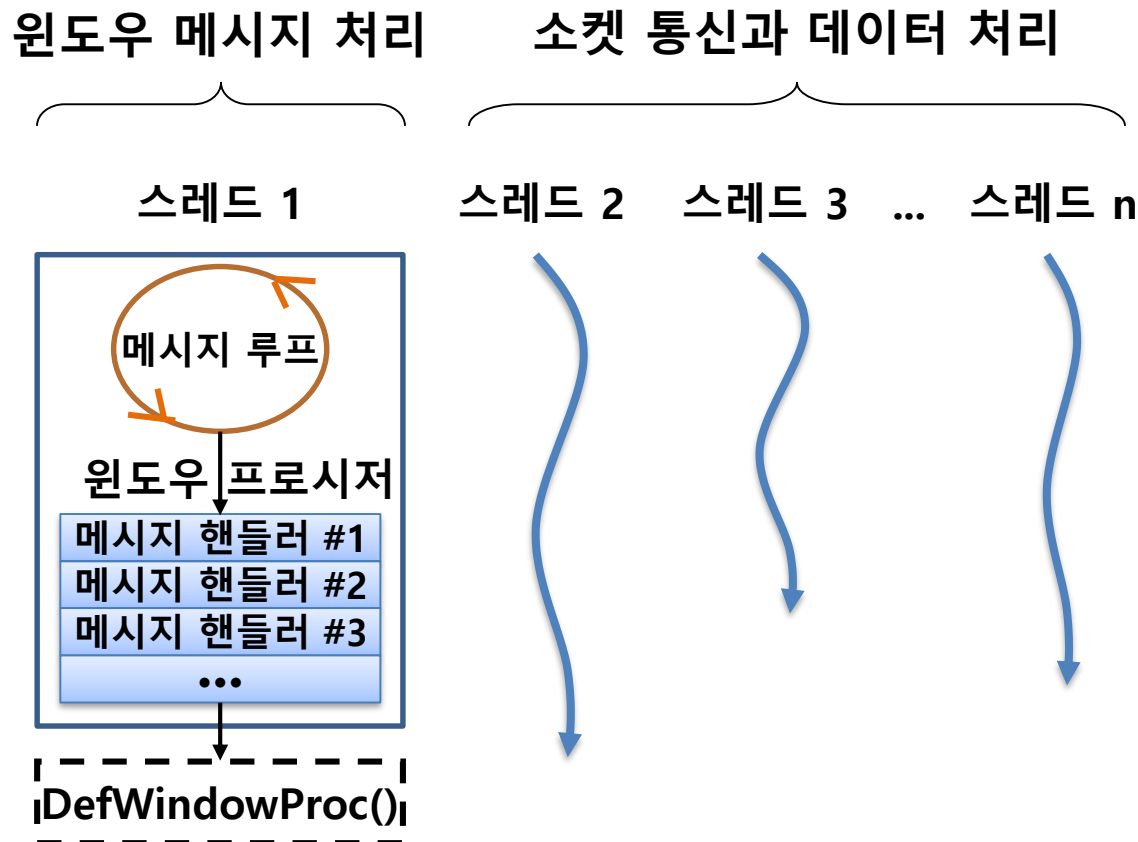 윈도우 메시지 처리
소켓 통신과 데이터 처리
스레드 1
스레드 2
스레드 3
...
스레드 n
메시지 루프
윈도우 프로시저
메시지 핸들러 #1
메시지 핸들러 #2
메시지 핸들러 #3
...
DefWindowProc()